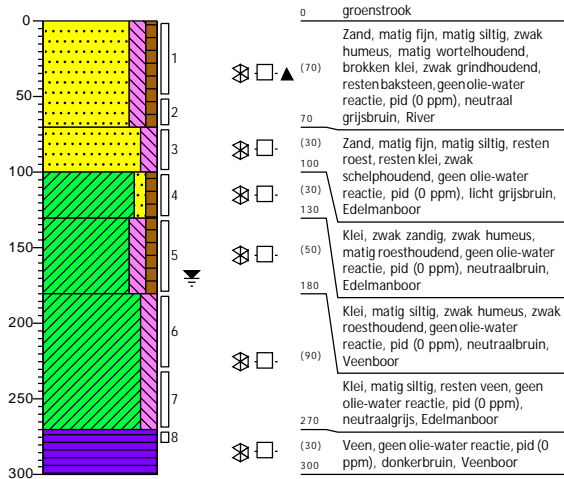 0
50
100
150
200
250
300
1
2
3
4
5
6
7
8
0 groenstrook
Zand, matig fijn, matig siltig, zwak
humeus, matig wortelhoudend,
(70) brokken klei, zwak grindhoudend,
resten baksteen, geen olie-water
reactie, pid (0 ppm), neutraal
70 grijsbruin, River
(30) Zand, matig fijn, matig siltig, resten
roest, resten klei, zwak
100 schelphoudend, geen olie-water
(30) reactie, pid (0 ppm), licht grijsbruin,
130 Edelmanboor
Klei, zwak zandig, zwak humeus,
(50) matig roesthoudend, geen olie-water
reactie, pid (0 ppm), neutraalbruin,
180 Edelmanboor
Klei, matig siltig, zwak humeus, zwak
roesthoudend, geen olie-water
reactie, pid (0 ppm), neutraalbruin,
(90) Veenboor
Klei, matig siltig, resten veen, geen
olie-water reactie, pid (0 ppm),
270 neutraalgrijs, Edelmanboor
(30) Veen, geen olie-water reactie, pid (0
300 ppm), donkerbruin, Veenboor